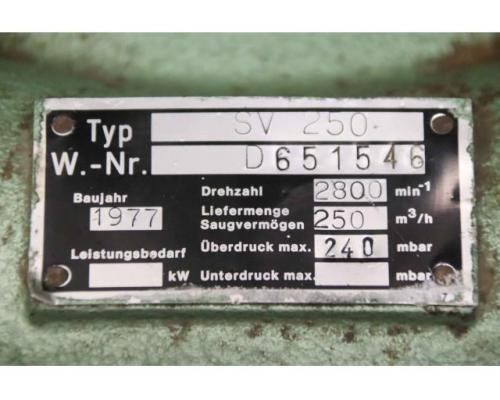 Typ SV 250
W.-Nr. D651546
Baujahr
1977
Leistungsbedarf
kW
Drehzahl 2800 min-1
Liefermenge
Saugvermögen 250 m³/h
Überdruck max. 240 mbar
Unterdruck max. mbar